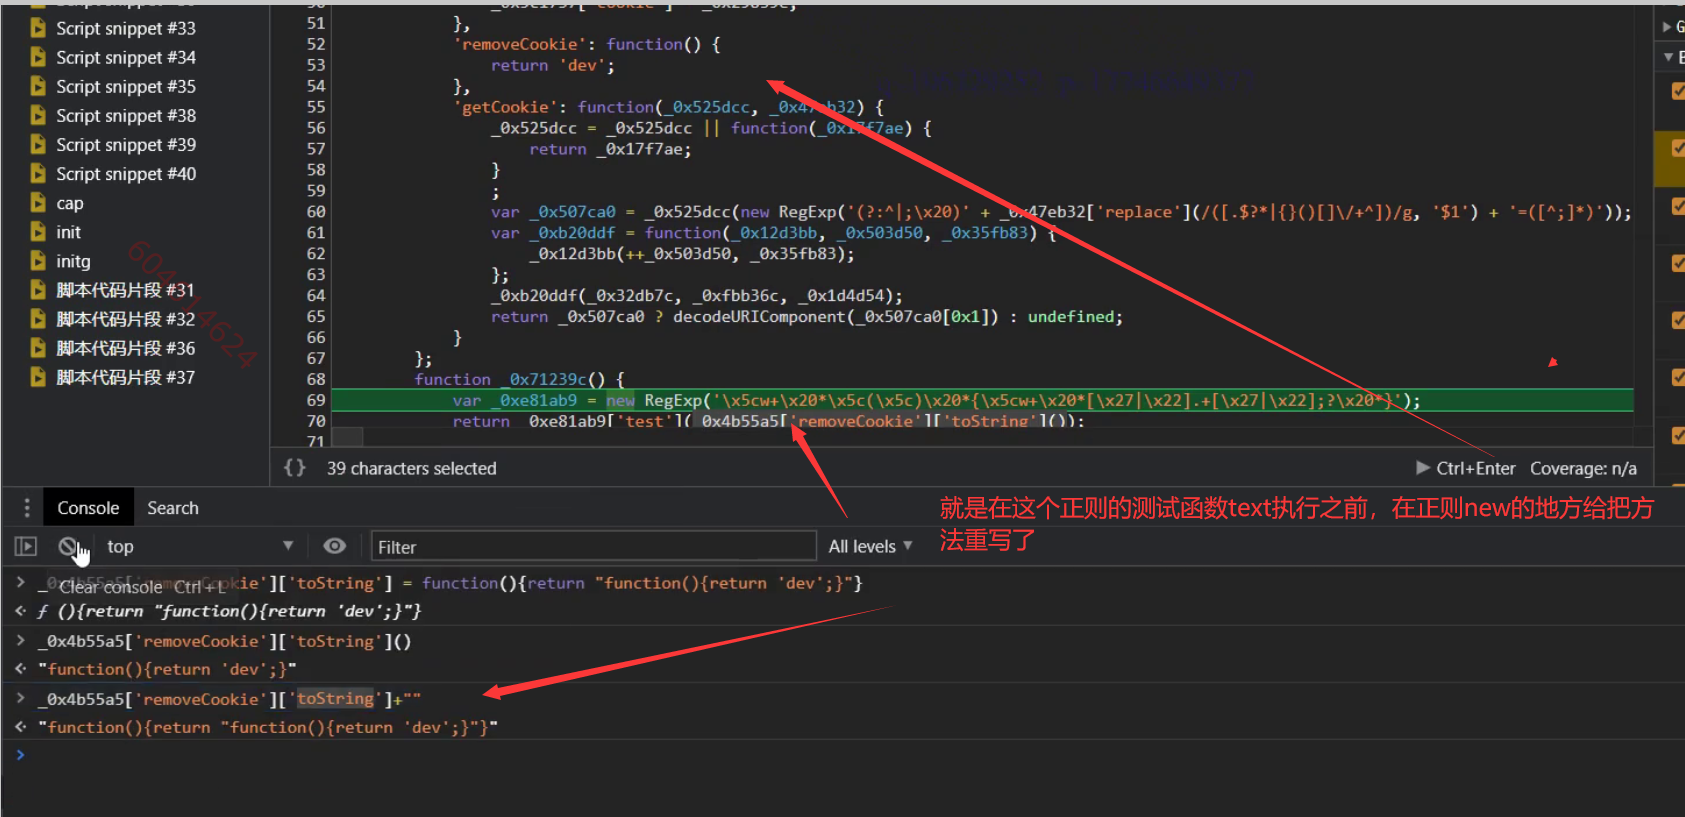 Script snippet #33
Script snippet #34
Script snippet #35
Script snippet #38
Script snippet #39
Script snippet #40
cap
init
initg
脚本代码片段 #31
脚本代码片段 #32
脚本代码片段 #36
脚本代码片段 #37
51 },
52 'removeCookie': function() {
53 return 'dev';
54 },
55 'getCookie': function(_0x525dcc, _0x47eb32) {
56 _0x525dcc = _0x525dcc || function(_0x17f7ae) {
57 return _0x17f7ae;
58 }
59 ;
60 var _0x507ca0 = _0x525dcc(new RegExp('(?:^|;\x20)' + _0x47eb32['replace'](/([.$?*|{}()[]\/+^])/g, '$1') + '=([^;]*)'));
61 var _0xb20ddf = function(_0x12d3bb, _0x503d50, _0x35fb83) {
62 _0x12d3bb(++_0x503d50, _0x35fb83);
63 };
64 _0xb20ddf(_0x32db7c, _0xfbb36c, _0x1d4d54);
65 return _0x507ca0 ? decodeURIComponent(_0x507ca0[0x1]) : undefined;
66 }
67 };
68 function _0x71239c() {
69 var _0xe81ab9 = new RegExp('\x5cw+\x20*\x5c(\x5c)\x20*{\x5cw+\x20*[\x27|\x22].+[\x27|\x22];?\x20*}');
70 return _0xe81ab9['test'](_0x4b55a5['removeCookie']['toString']());
71
{} 39 characters selected
Ctrl+Enter Coverage: n/a
Console Search
top Filter All levels
就是在这个正则的测试函数text执行之前，在正则new的地方给把方
法重写了
Clear console Ctrl+L
['toString'] = function(){return "function(){return 'dev';}"}
ƒ (){return "function(){return 'dev';}"}
_0x4b55a5['removeCookie']['toString']()
"function(){return 'dev';}"
_0x4b55a5['removeCookie']['toString']+""
"function(){return "function(){return 'dev';}"}"